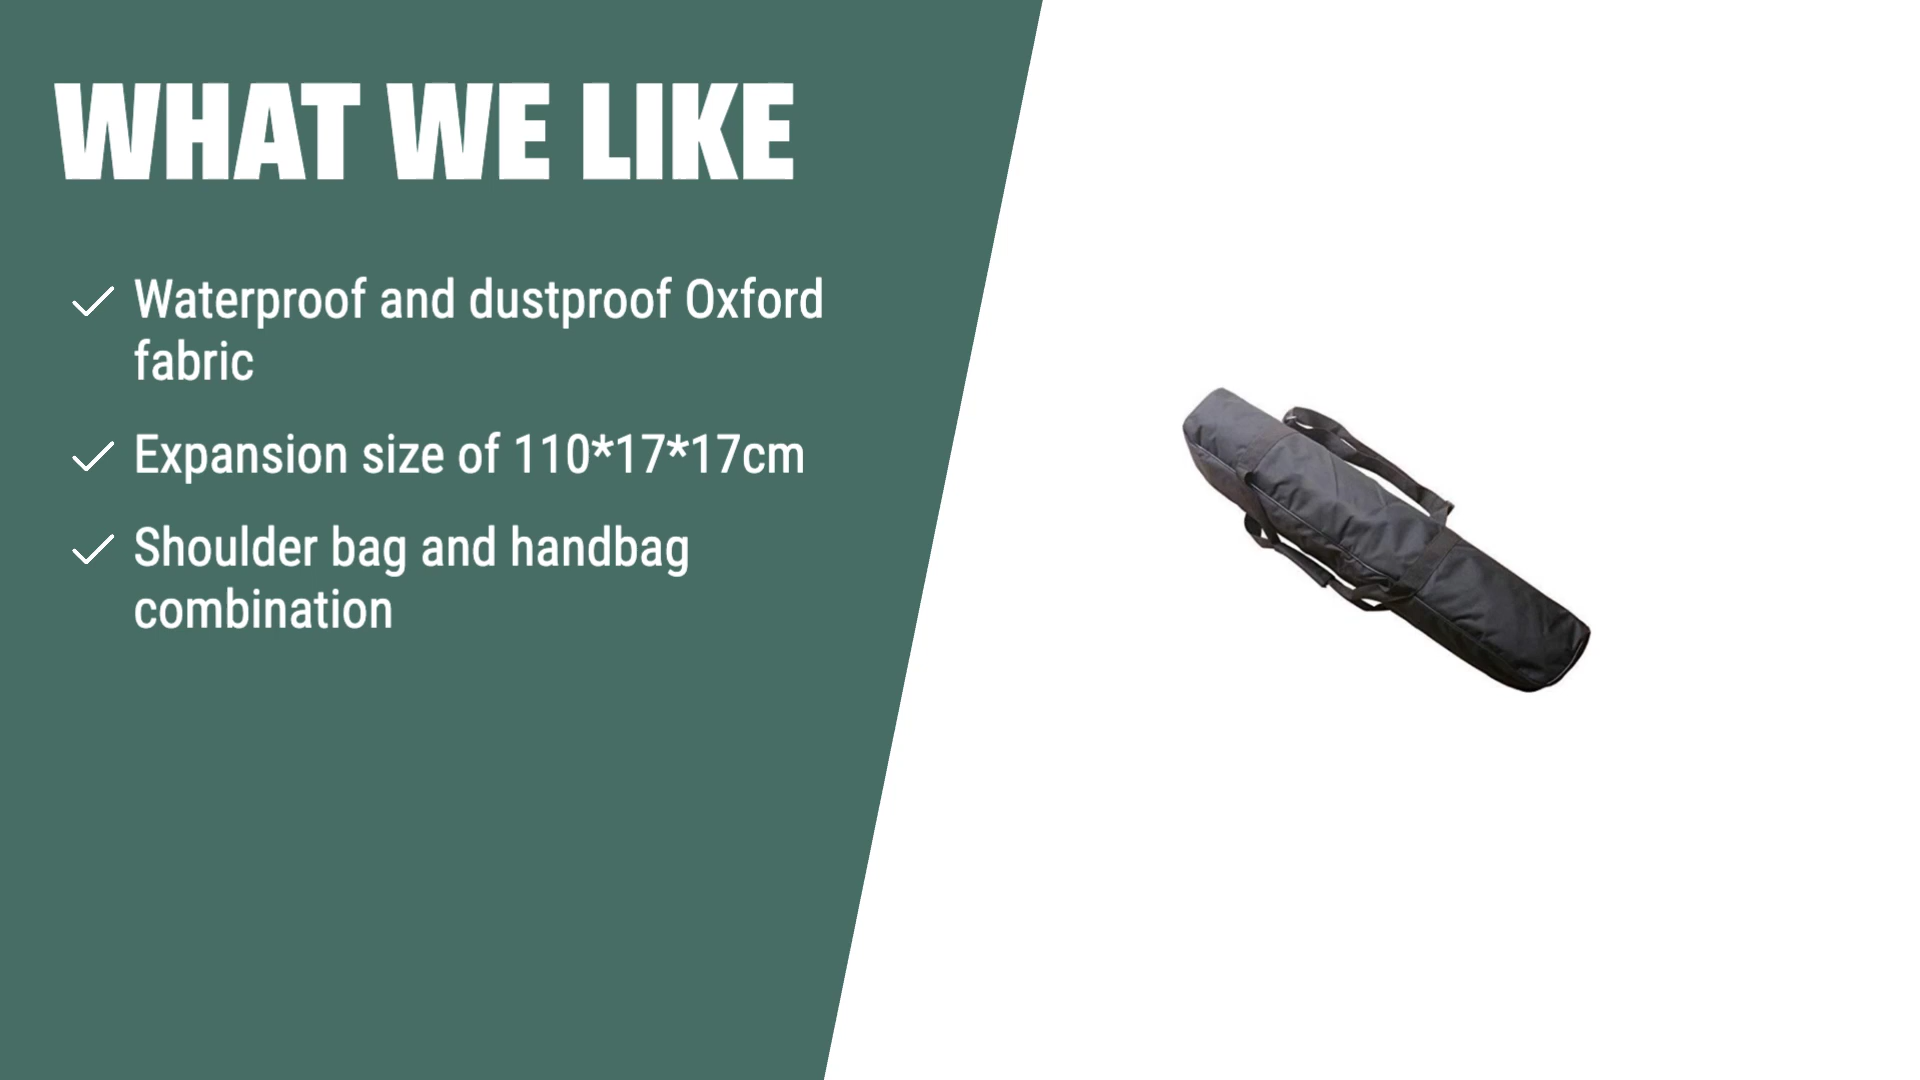 WHAT WE LIKE
Waterproof and dustproof Oxford
fabric
Expansion size of 110*17*17cm
Shoulder bag and handbag
combination